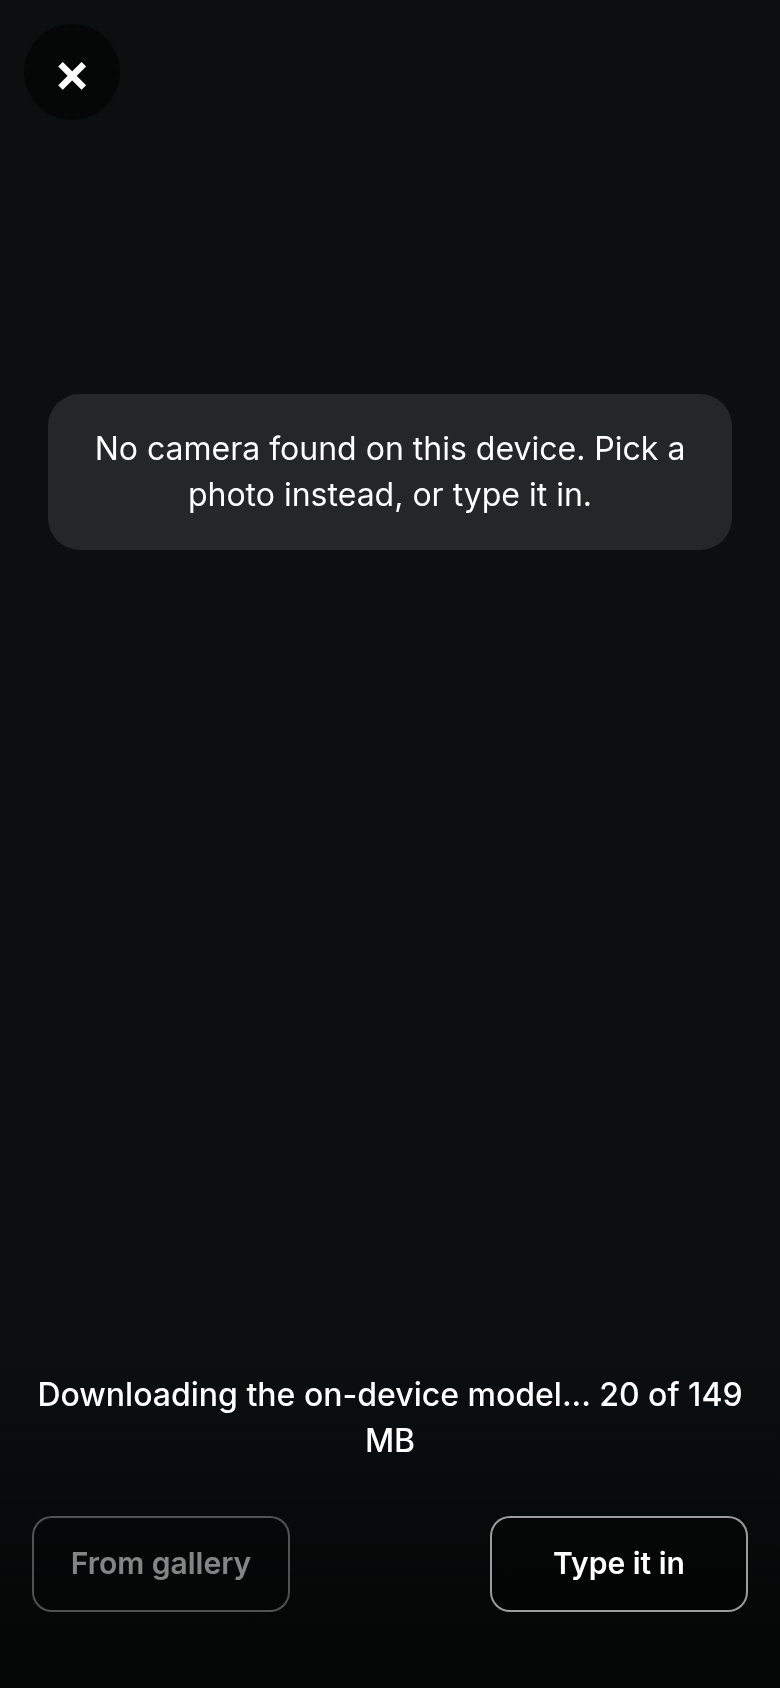 No camera found on this device. Pick a
photo instead, or type it in.
Downloading the on-device model... 20 of 149
MB
From gallery
Type it in